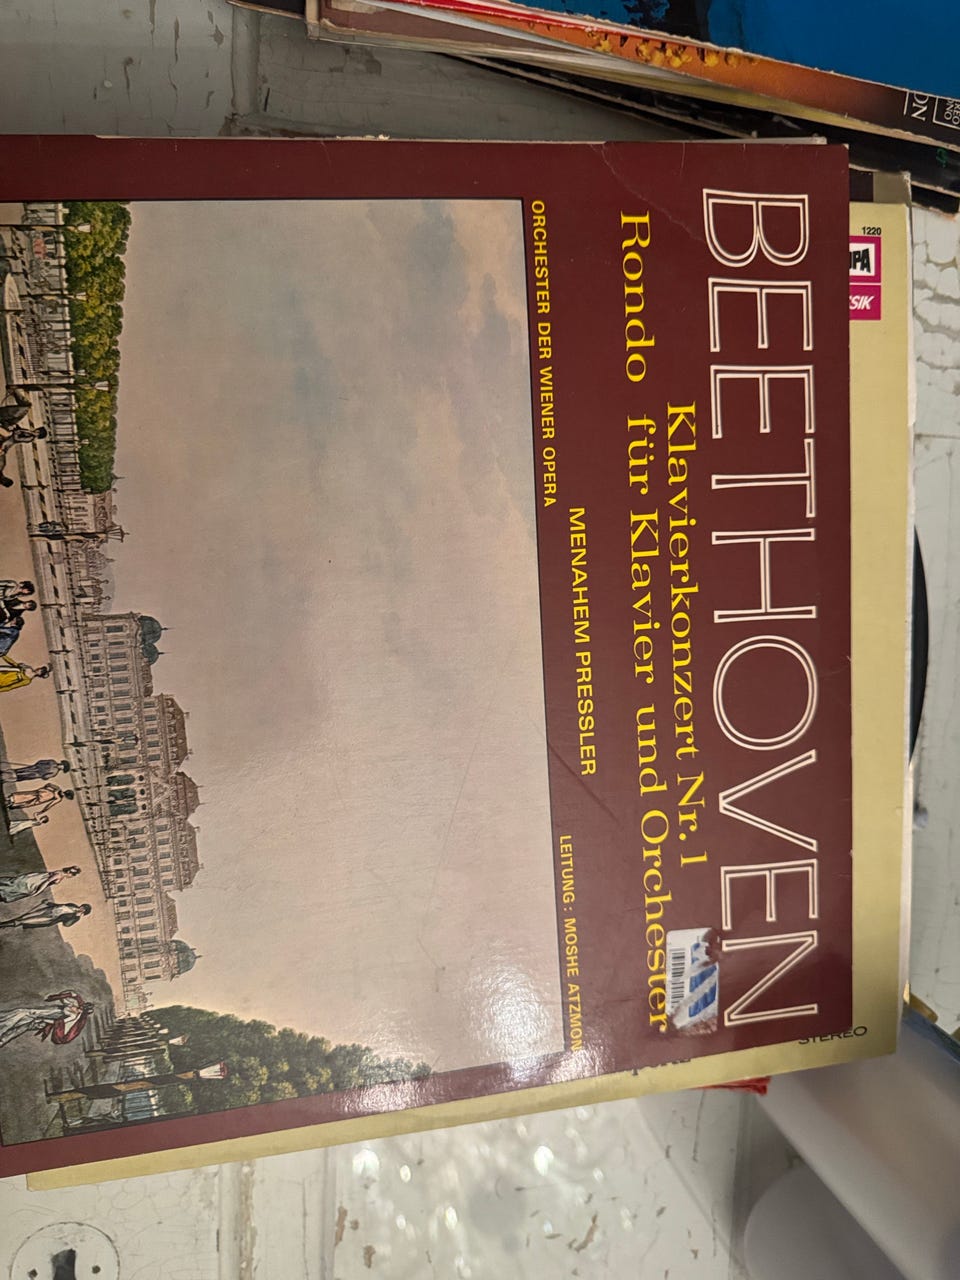 BEETHOVEN
Klavierkonzert Nr. 1
Rondo für Klavier und Orchester
MENAHEM PRESSLER
ORCHESTER DER WIENER OPERA
LEITUNG: MOSHE ATZMON
1220
STEREO